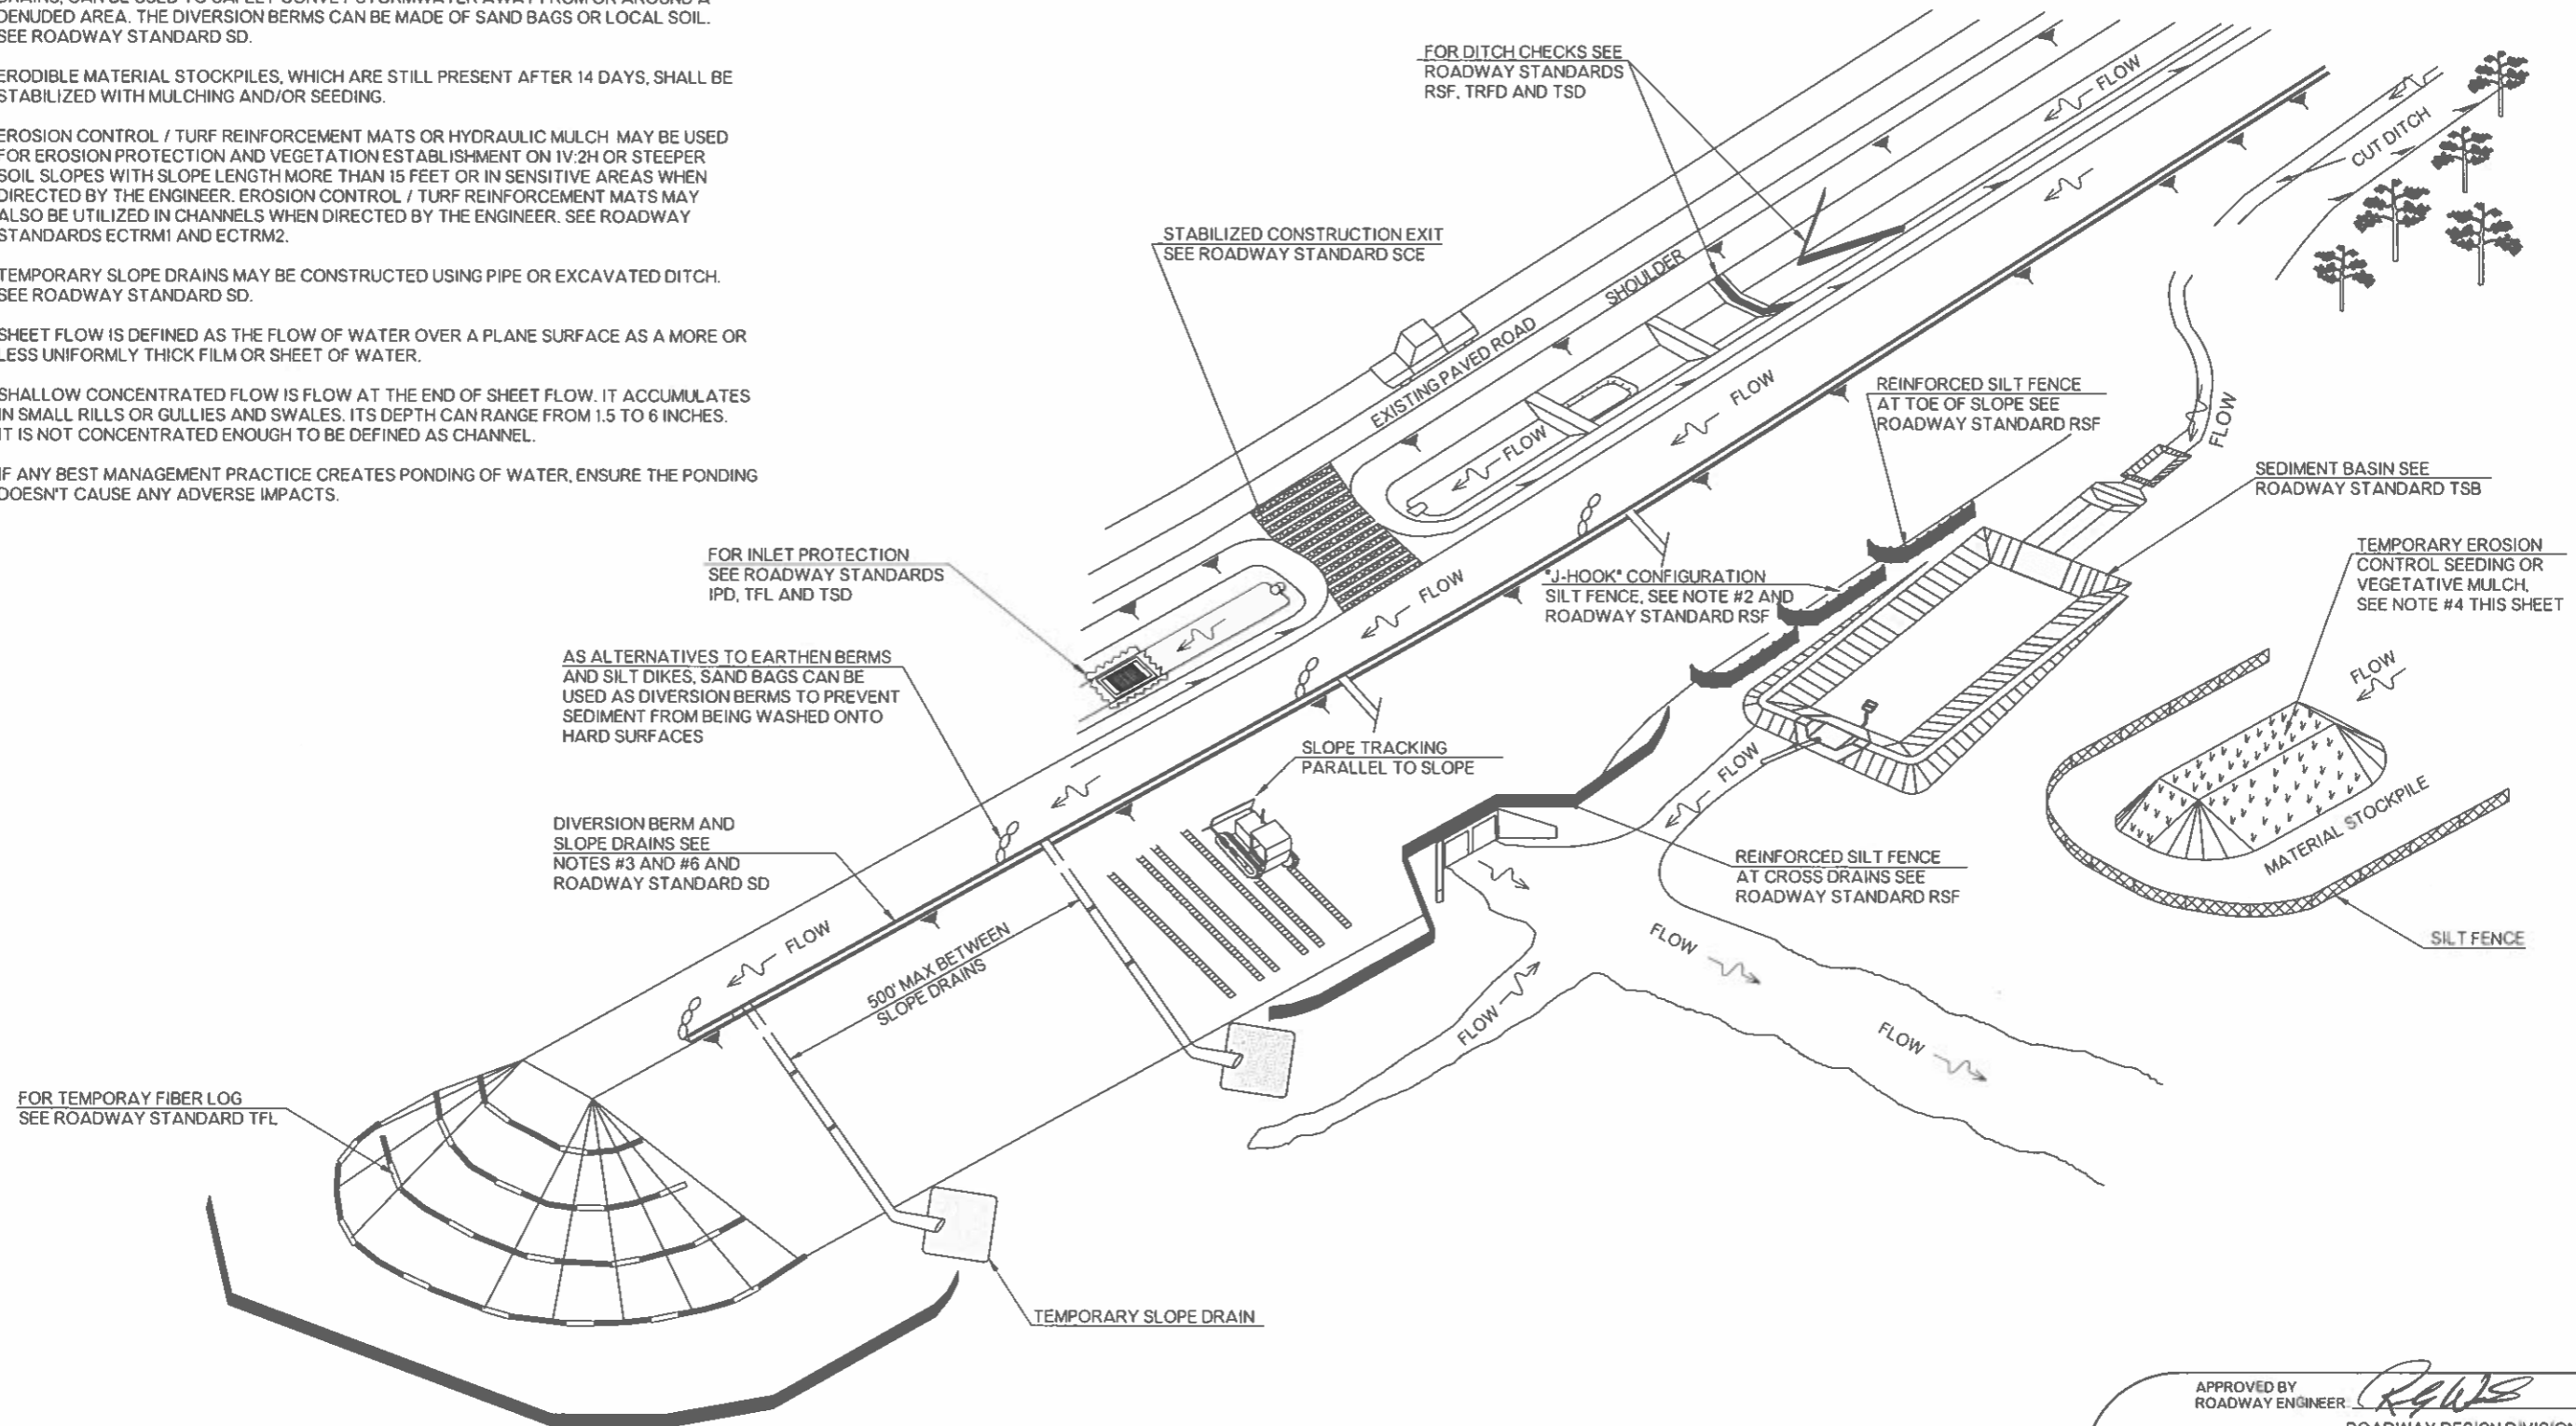 DRAINS, CAN BE USED TO SAFELY CONVEY STORMWATER AWAY FROM OR AROUND A
DENUDED AREA. THE DIVERSION BERMS CAN BE MADE OF SAND BAGS OR LOCAL SOIL.
SEE ROADWAY STANDARD SD.
ERODIBLE MATERIAL STOCKPILES, WHICH ARE STILL PRESENT AFTER 14 DAYS, SHALL BE
STABILIZED WITH MULCHING AND/OR SEEDING.
EROSION CONTROL / TURF REINFORCEMENT MATS OR HYDRAULIC MULCH MAY BE USED
FOR EROSION PROTECTION AND VEGETATION ESTABLISHMENT ON 1V:2H OR STEEPER
SOIL SLOPES WITH SLOPE LENGTH MORE THAN 15 FEET OR IN SENSITIVE AREAS WHEN
DIRECTED BY THE ENGINEER. EROSION CONTROL / TURF REINFORCEMENT MATS MAY
ALSO BE UTILIZED IN CHANNELS WHEN DIRECTED BY THE ENGINEER. SEE ROADWAY
STANDARDS ECTRM1 AND ECTRM2.
TEMPORARY SLOPE DRAINS MAY BE CONSTRUCTED USING PIPE OR EXCAVATED DITCH.
SEE ROADWAY STANDARD SD.
SHEET FLOW IS DEFINED AS THE FLOW OF WATER OVER A PLANE SURFACE AS A MORE OR
LESS UNIFORMLY THICK FILM OR SHEET OF WATER.
SHALLOW CONCENTRATED FLOW IS FLOW AT THE END OF SHEET FLOW. IT ACCUMULATES
IN SMALL RILLS OR GULLIES AND SWALES. ITS DEPTH CAN RANGE FROM 1.5 TO 6 INCHES.
IT IS NOT CONCENTRATED ENOUGH TO BE DEFINED AS CHANNEL.
IF ANY BEST MANAGEMENT PRACTICE CREATES PONDING OF WATER, ENSURE THE PONDING
DOESN'T CAUSE ANY ADVERSE IMPACTS.
FOR DITCH CHECKS SEE
ROADWAY STANDARDS
RSF, TRFD AND TSD
FLOW
CUT DITCH
STABILIZED CONSTRUCTION EXIT
SEE ROADWAY STANDARD SCE
SHOULDER
EXISTING PAVED ROAD
FLOW
FLOW
REINFORCED SILT FENCE
AT TOE OF SLOPE SEE
ROADWAY STANDARD RSF
FLOW
SEDIMENT BASIN SEE
ROADWAY STANDARD TSB
FOR INLET PROTECTION
SEE ROADWAY STANDARDS
IPD, TFL AND TSD
FLOW
"J-HOOK" CONFIGURATION
SILT FENCE, SEE NOTE #2 AND
ROADWAY STANDARD RSF
TEMPORARY EROSION
CONTROL SEEDING OR
VEGETATIVE MULCH,
SEE NOTE #4 THIS SHEET
AS ALTERNATIVES TO EARTHEN BERMS
AND SILT DIKES, SAND BAGS CAN BE
USED AS DIVERSION BERMS TO PREVENT
SEDIMENT FROM BEING WASHED ONTO
HARD SURFACES
FLOW
SLOPE TRACKING
PARALLEL TO SLOPE
FLOW
MATERIAL STOCKPILE
DIVERSION BERM AND
SLOPE DRAINS SEE
NOTES #3 AND #6 AND
ROADWAY STANDARD SD
REINFORCED SILT FENCE
AT CROSS DRAINS SEE
ROADWAY STANDARD RSF
SILT FENCE
FLOW
500' MAX BETWEEN
SLOPE DRAINS
FLOW
FLOW
FLOW
FOR TEMPORAY FIBER LOG
SEE ROADWAY STANDARD TFL
TEMPORARY SLOPE DRAIN
APPROVED BY
ROADWAY ENGINEER:
ROADWAY DESIGN DIVISION